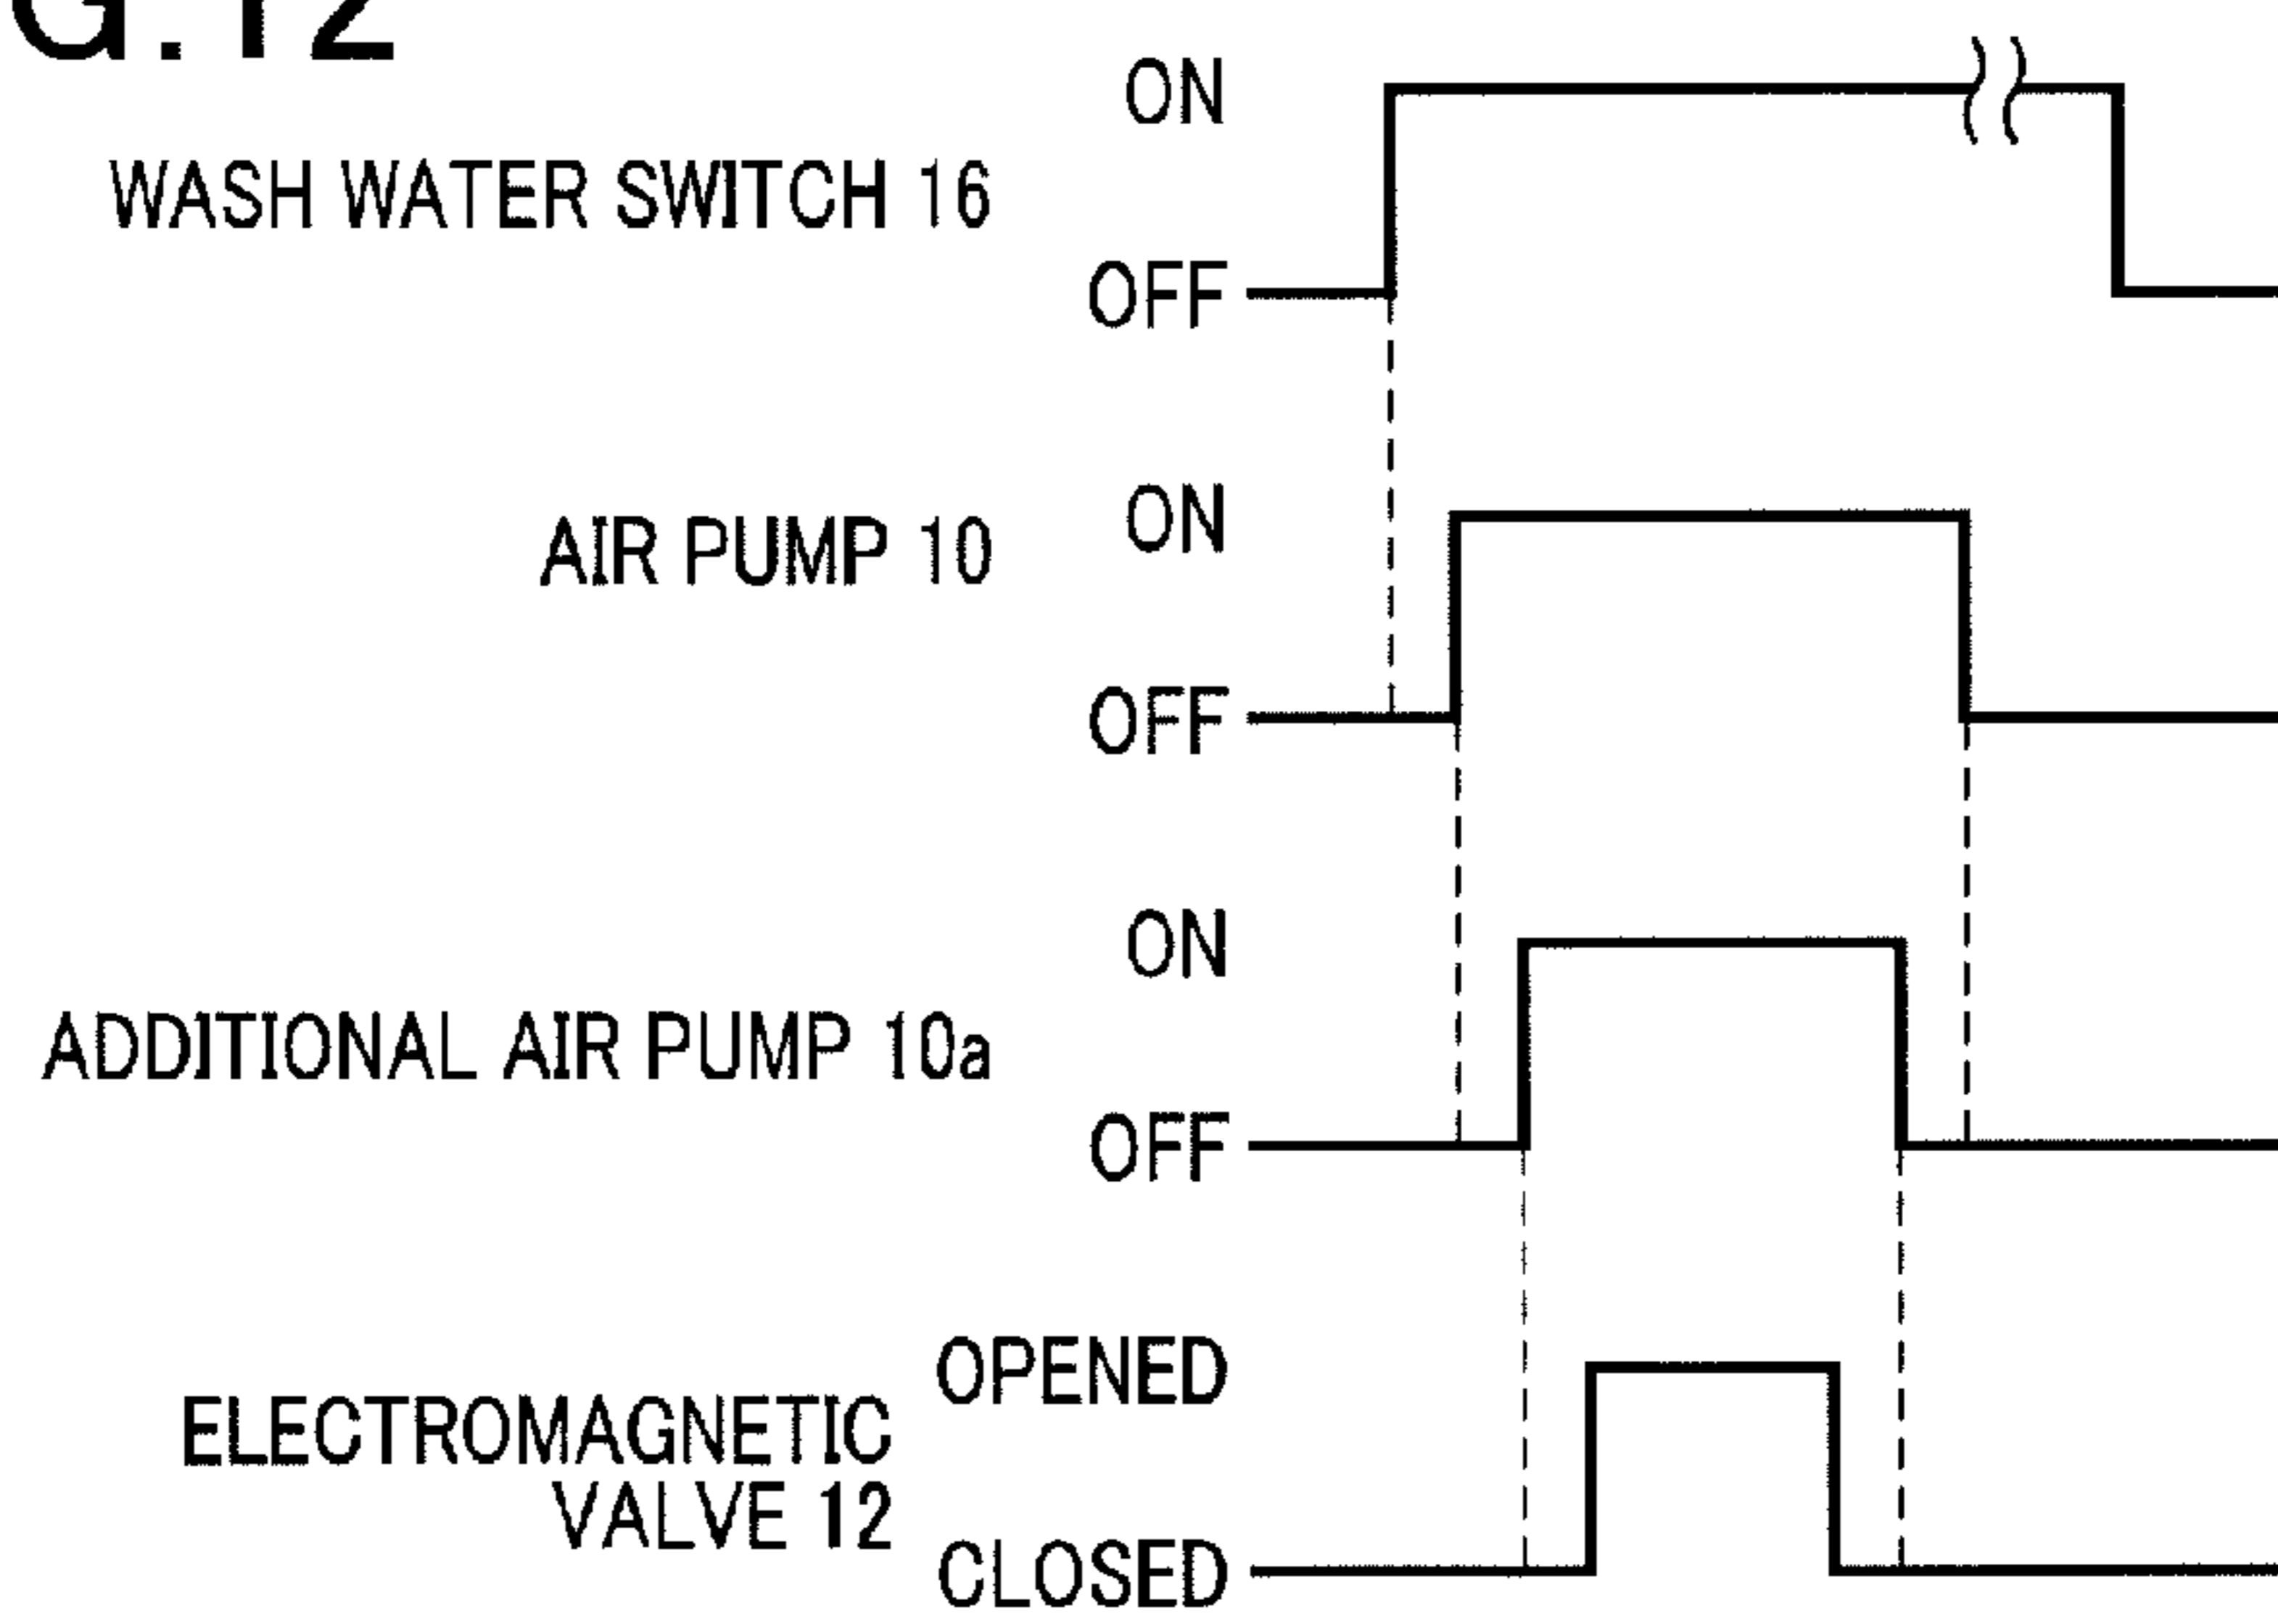 G.12
ON
WASH WATER SWITCH 16
OFF
ON
AIR PUMP 10
OFF
ON
ADDITIONAL AIR PUMP 10a
OFF
OPENED
ELECTROMAGNETIC
VALVE 12
CLOSED